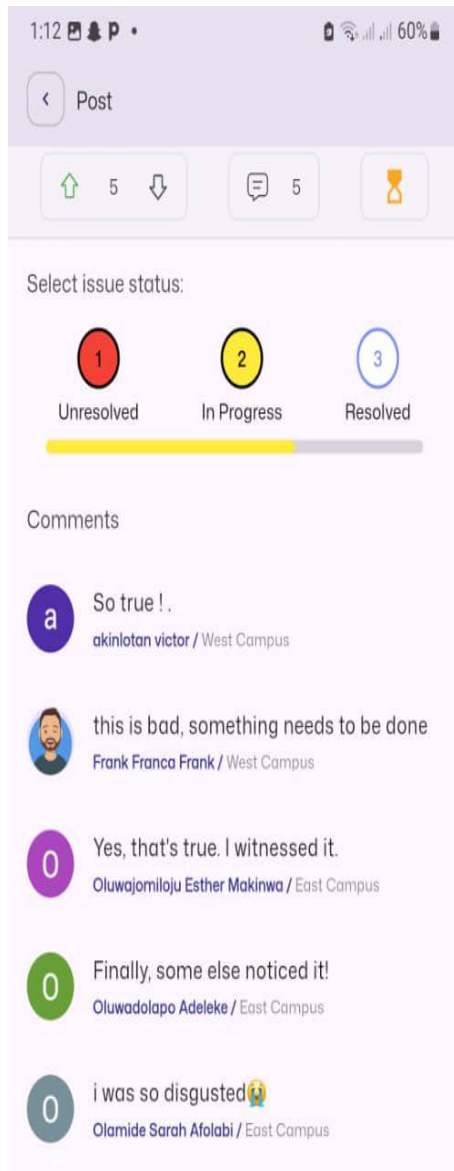 1:12 P • 60%
Post
5 5
Select issue status:
1 2 3
Unresolved In Progress Resolved
Comments
a
So true ! .
akinlotan victor / West Campus
this is bad, something needs to be done
Frank Franca Frank / West Campus
O
Yes, that's true. I witnessed it.
Oluwajomiloju Esther Makinwa / East Campus
O
Finally, some else noticed it!
Oluwadolapo Adeleke / East Campus
O
i was so disgusted😭
Olamide Sarah Afolabi / East Campus